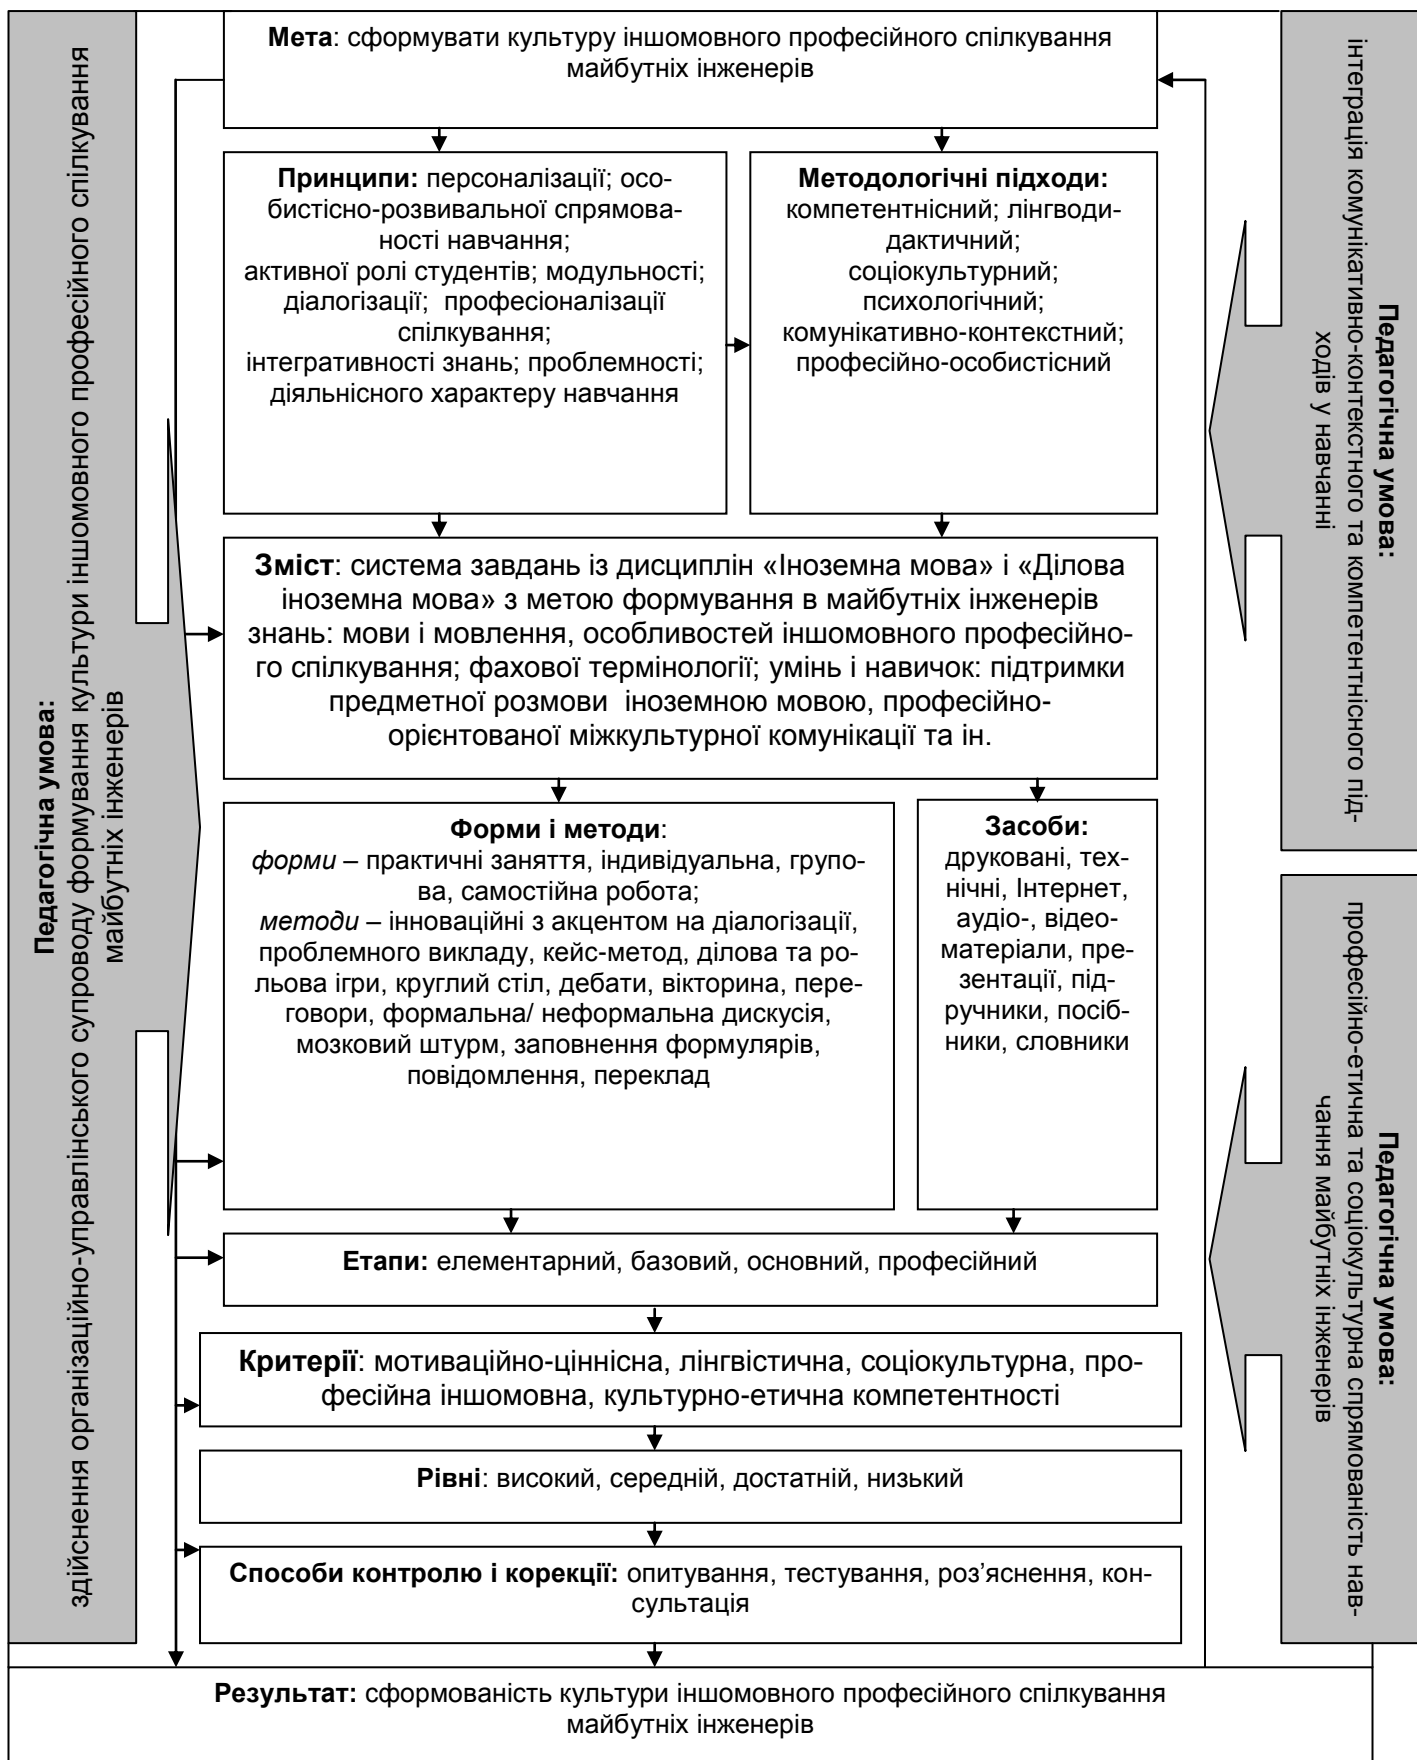 Педагогічна умова:
здійснення організаційно-управлінського супроводу формування культури іншомовного професійного спілкування
майбутніх інженерів
Мета: сформувати культуру іншомовного професійного спілкування
майбутніх інженерів
Принципи: персоналізації; осо-
бистісно-розвивальної спрямова-
ності навчання;
активної ролі студентів; модульності;
діалогізації;  професіоналізації
спілкування;
інтегративності знань; проблемності;
діяльнісного характеру навчання
Методологічні підходи:
компетентнісний; лінгводи-
дактичний;
соціокультурний;
психологічний;
комунікативно-контекстний;
професійно-особистісний
Зміст: система завдань із дисциплін «Іноземна мова» і «Ділова
іноземна мова» з метою формування в майбутніх інженерів
знань: мови і мовлення, особливостей іншомовного професійно-
го спілкування; фахової термінології; умінь і навичок: підтримки
предметної розмови  іноземною мовою, професійно-
орієнтованої міжкультурної комунікації та ін.
Форми і методи:
форми – практичні заняття, індивідуальна, групо-
ва, самостійна робота;
методи – інноваційні з акцентом на діалогізації,
проблемного викладу, кейс-метод, ділова та ро-
льова ігри, круглий стіл, дебати, вікторина, пере-
говори, формальна/ неформальна дискусія,
мозковий штурм, заповнення формулярів,
повідомлення, переклад
Засоби:
друковані, тех-
нічні, Інтернет,
аудіо-, відео-
матеріали, пре-
зентації, під-
ручники, посіб-
ники, словники
Етапи: елементарний, базовий, основний, професійний
Критерії: мотиваційно-ціннісна, лінгвістична, соціокультурна, про-
фесійна іншомовна, культурно-етична компетентності
Рівні: високий, середній, достатній, низький
Способи контролю і корекції: опитування, тестування, роз'яснення, кон-
сультація
Результат: сформованість культури іншомовного професійного спілкування
майбутніх інженерів
Педагогічна умова:
інтеграція комунікативно-контекстного та компетентнісного під-
ходів у навчанні
Педагогічна умова:
професійно-етична та соціокультурна спрямованість нав-
чання майбутніх інженерів